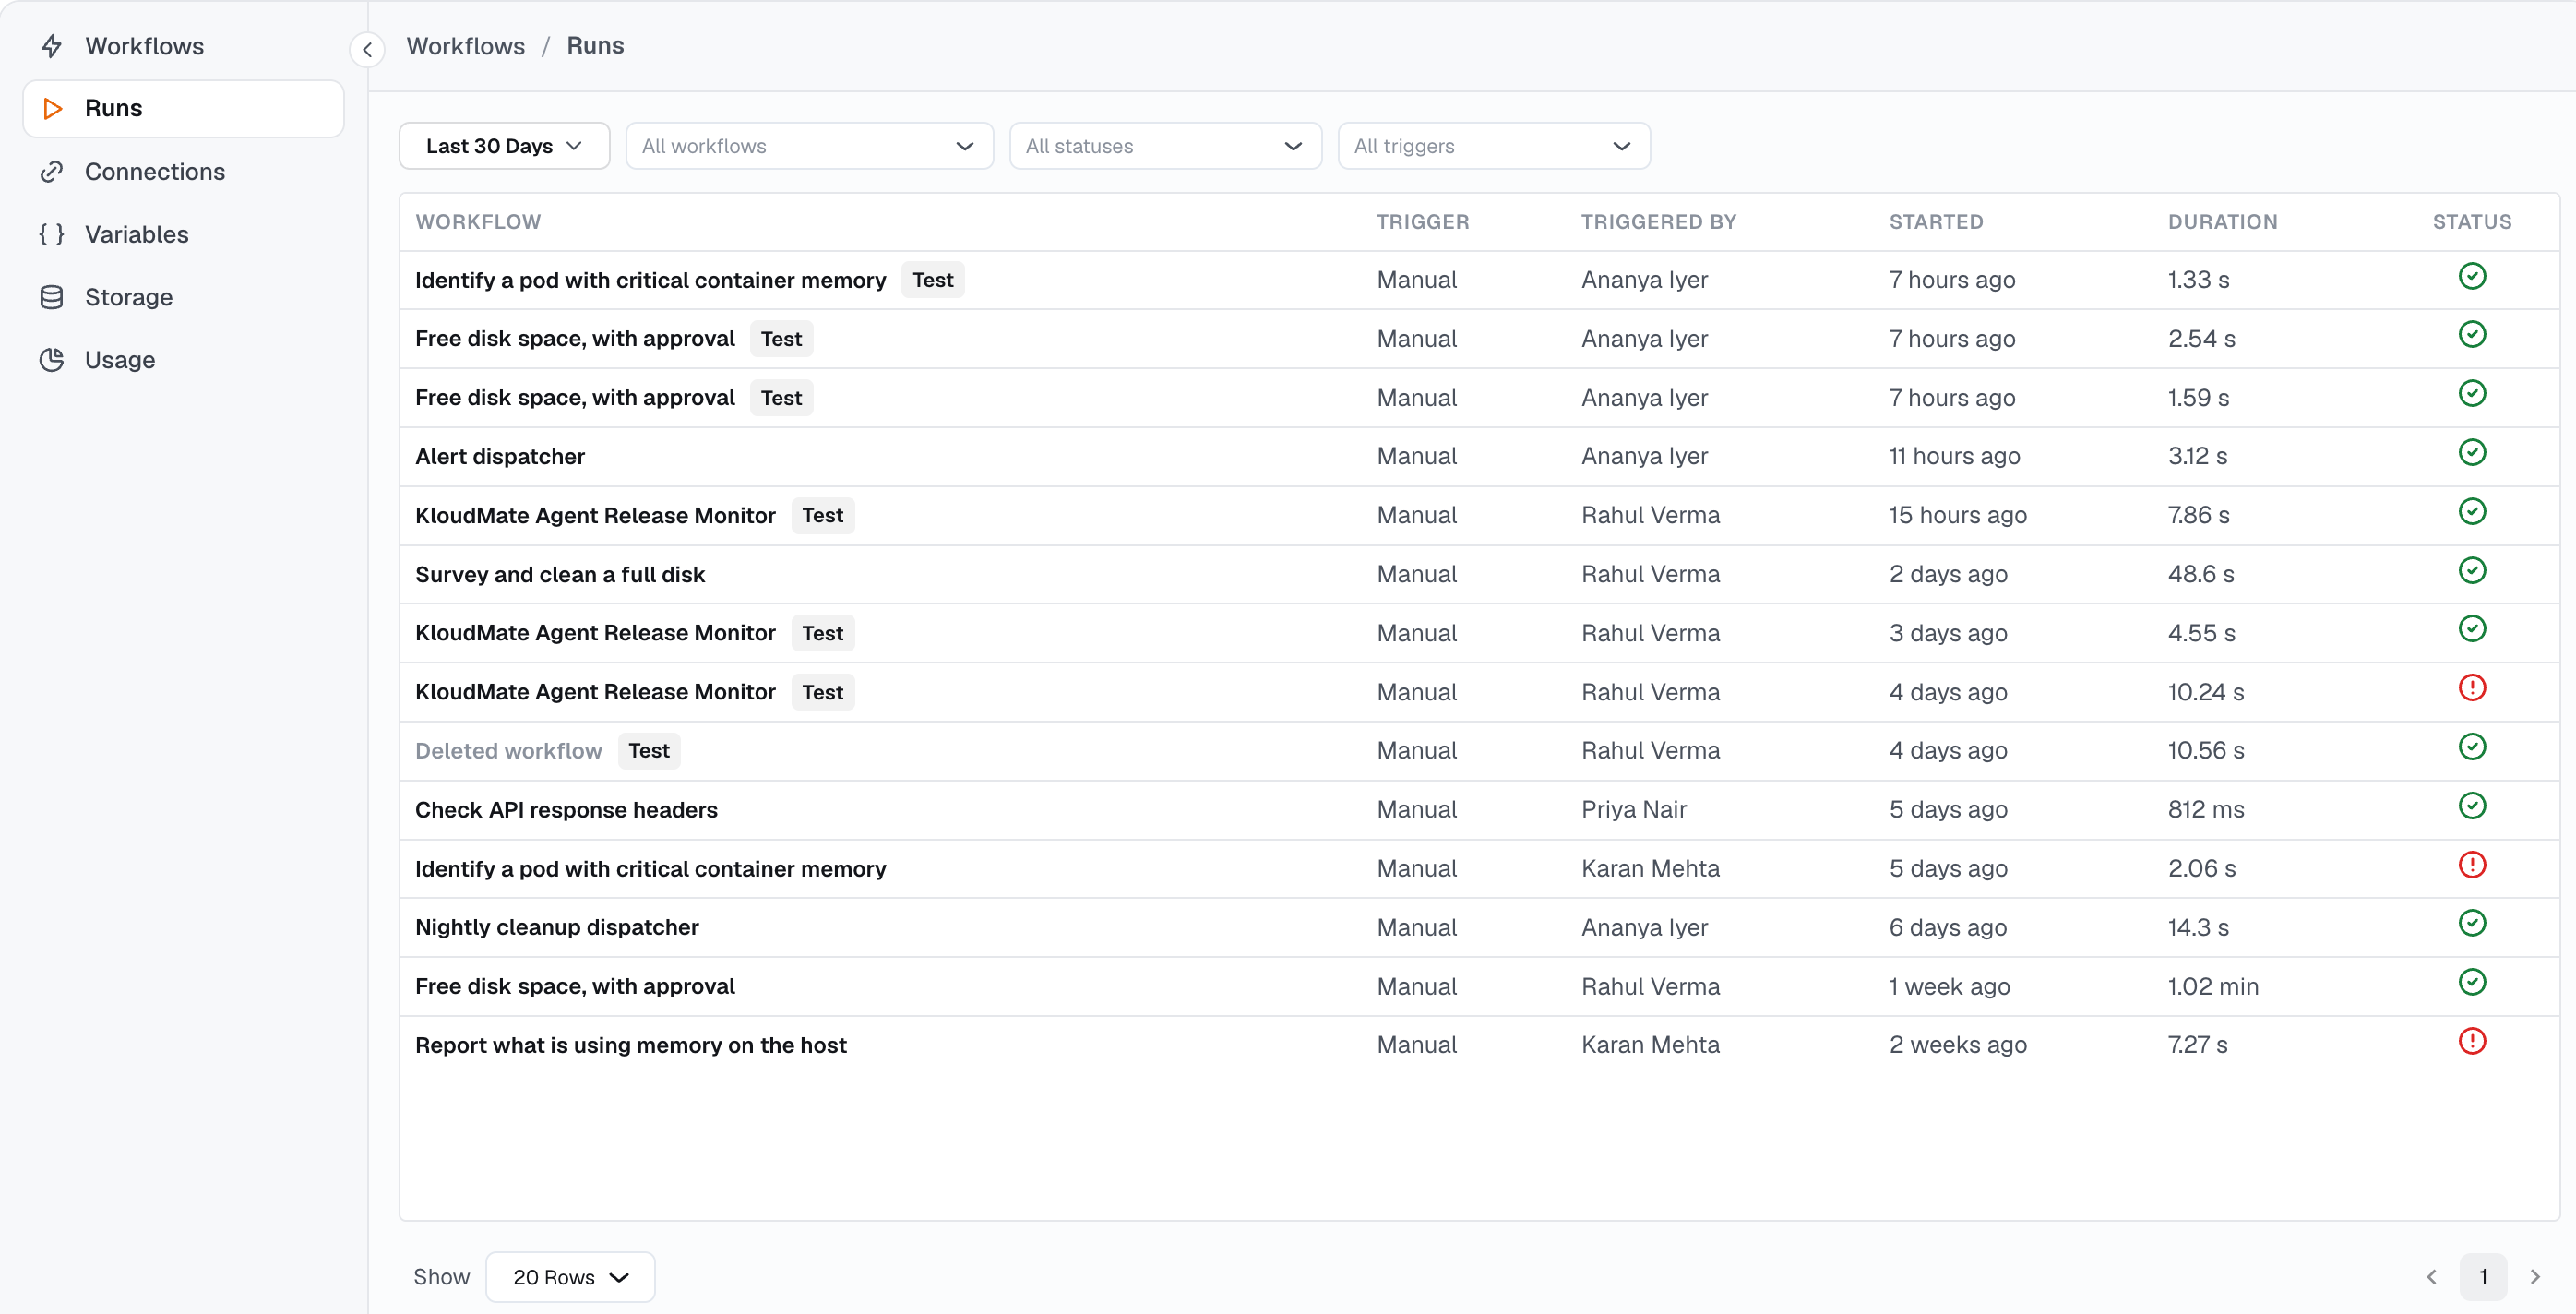 Workflows
Runs
Connections
Variables
Storage
Usage
Workflows / Runs
Last 30 Days All workflows All statuses All triggers
WORKFLOW TRIGGER TRIGGERED BY STARTED DURATION STATUS
Identify a pod with critical container memory Test Manual Ananya Iyer 7 hours ago 1.33 s
Free disk space, with approval Test Manual Ananya Iyer 7 hours ago 2.54 s
Free disk space, with approval Test Manual Ananya Iyer 7 hours ago 1.59 s
Alert dispatcher Manual Ananya Iyer 11 hours ago 3.12 s
KloudMate Agent Release Monitor Test Manual Rahul Verma 15 hours ago 7.86 s
Survey and clean a full disk Manual Rahul Verma 2 days ago 48.6 s
KloudMate Agent Release Monitor Test Manual Rahul Verma 3 days ago 4.55 s
KloudMate Agent Release Monitor Test Manual Rahul Verma 4 days ago 10.24 s
Deleted workflow Test Manual Rahul Verma 4 days ago 10.56 s
Check API response headers Manual Priya Nair 5 days ago 812 ms
Identify a pod with critical container memory Manual Karan Mehta 5 days ago 2.06 s
Nightly cleanup dispatcher Manual Ananya Iyer 6 days ago 14.3 s
Free disk space, with approval Manual Rahul Verma 1 week ago 1.02 min
Report what is using memory on the host Manual Karan Mehta 2 weeks ago 7.27 s
Show 20 Rows 1